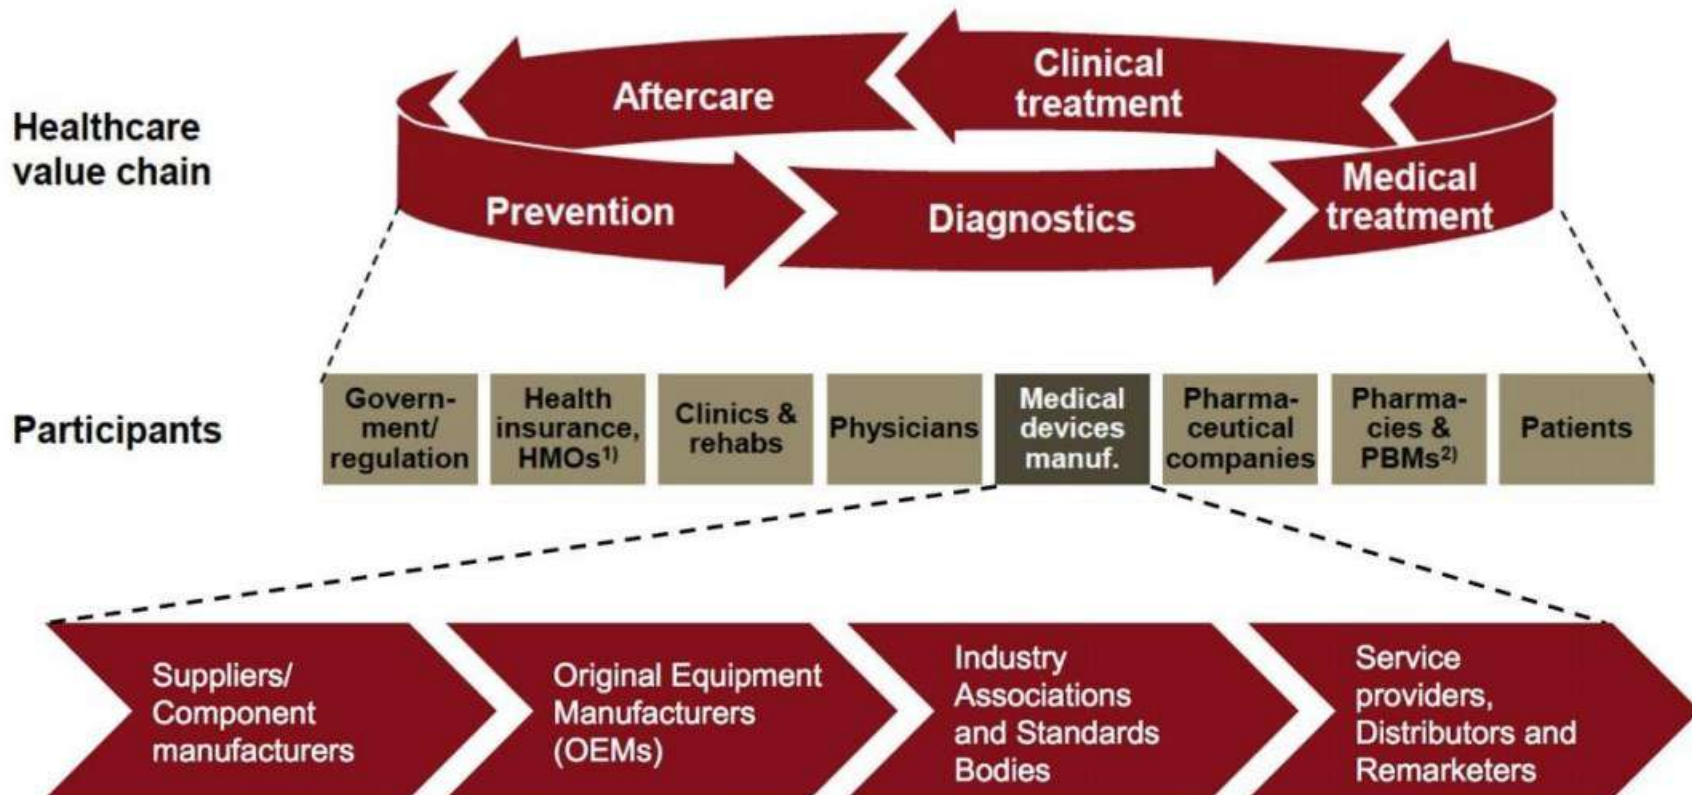 Healthcare
value chain
Aftercare
Clinical
treatment
Prevention
Diagnostics
Medical
treatment
Participants
Govern-
ment/
regulation
Health
insurance,
HMOs¹⁾
Clinics &
rehabs
Physicians
Medical
devices
manuf.
Pharma-
ceutical
companies
Pharma-
cies &
PBMs²⁾
Patients
Suppliers/
Component
manufacturers
Original Equipment
Manufacturers
(OEMs)
Industry
Associations
and Standards
Bodies
Service
providers,
Distributors and
Remarketers